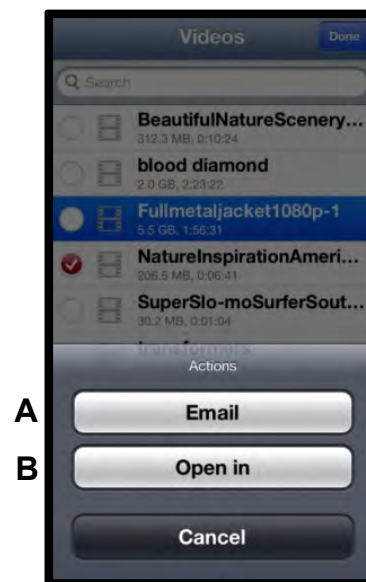 Videos
Done
Search
BeautifulNatureScenery...
312.3 MB, 0:10:24
blood diamond
2.0 GB, 2:23:22
Fullmetaljacket1080p-1
5.5 GB, 1:56:31
NatureInspirationAmeri...
206.5 MB, 0:06:41
SuperSlo-moSurferSout...
30.2 MB, 0:01:04
transformers
Actions
A Email
B Open in
Cancel